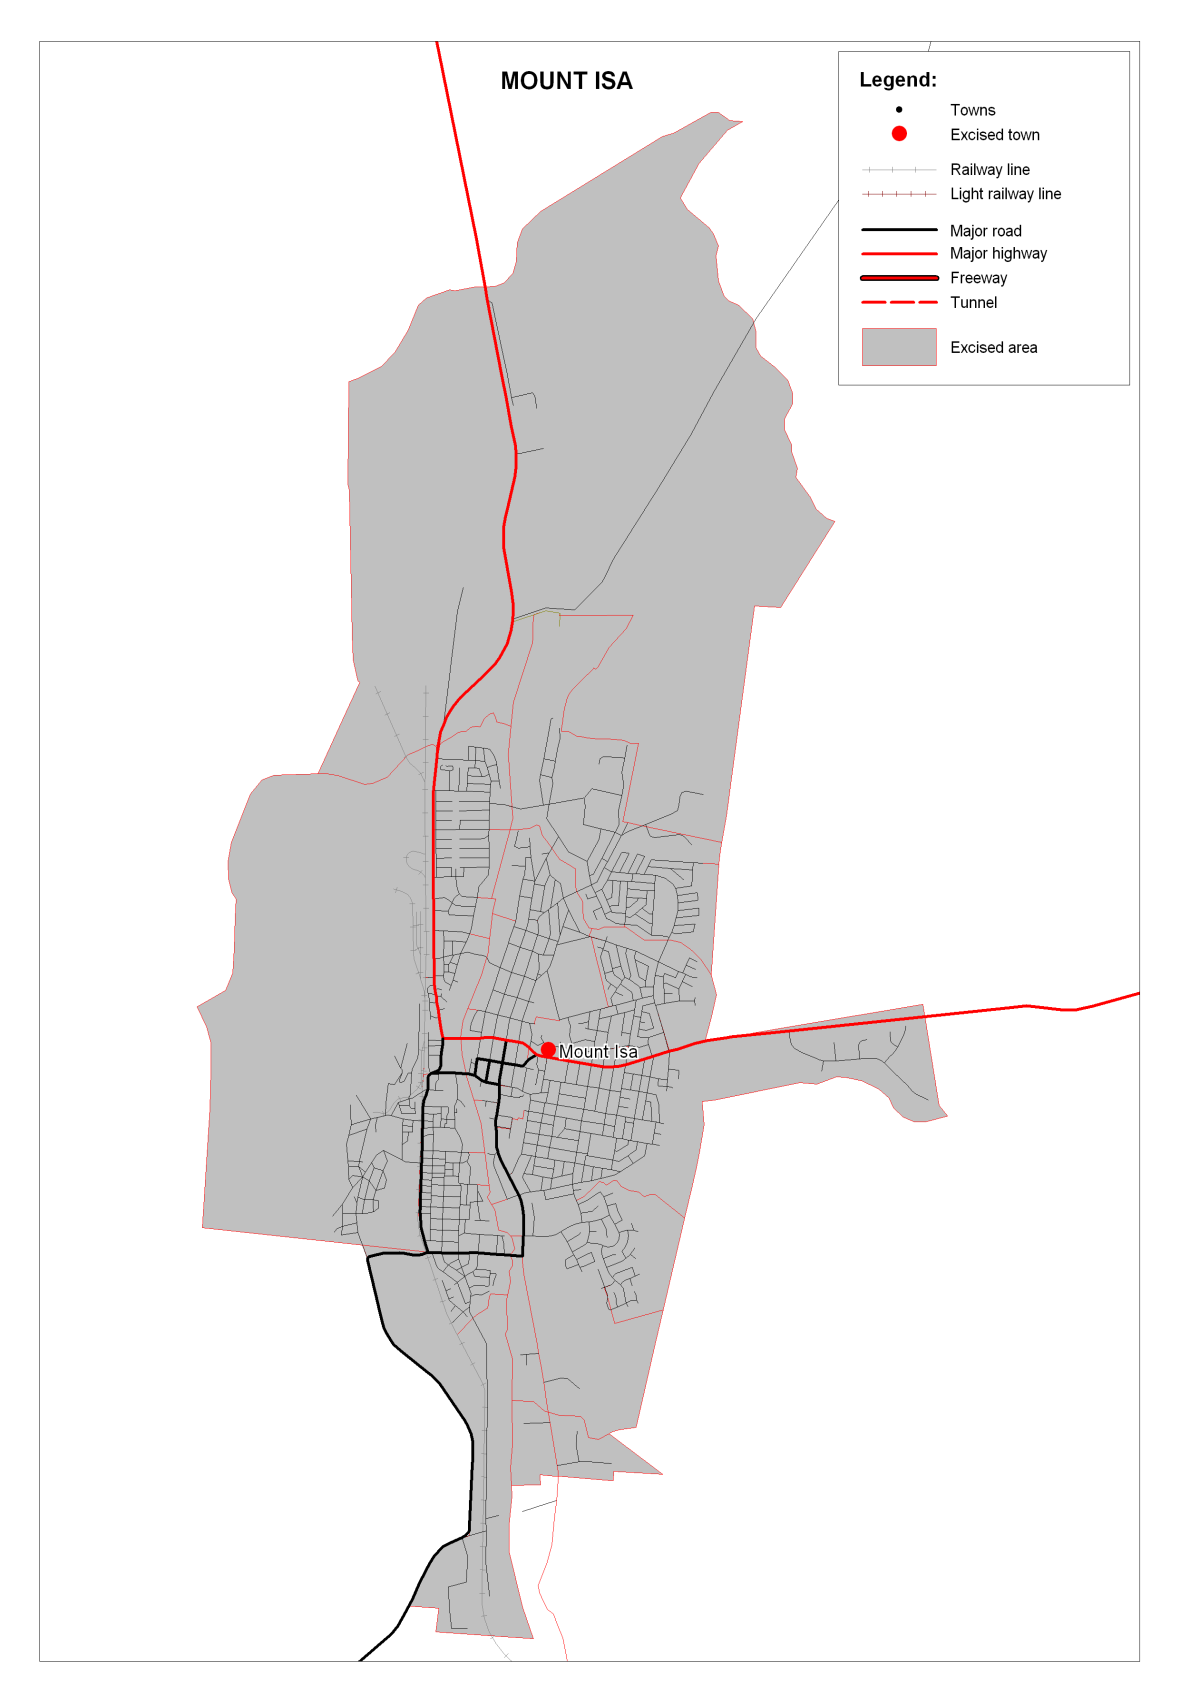 MOUNT ISA
Legend:
Towns
Excised town
Railway line
Light railway line
Major road
Major highway
Freeway
Tunnel
Excised area
Mount Isa